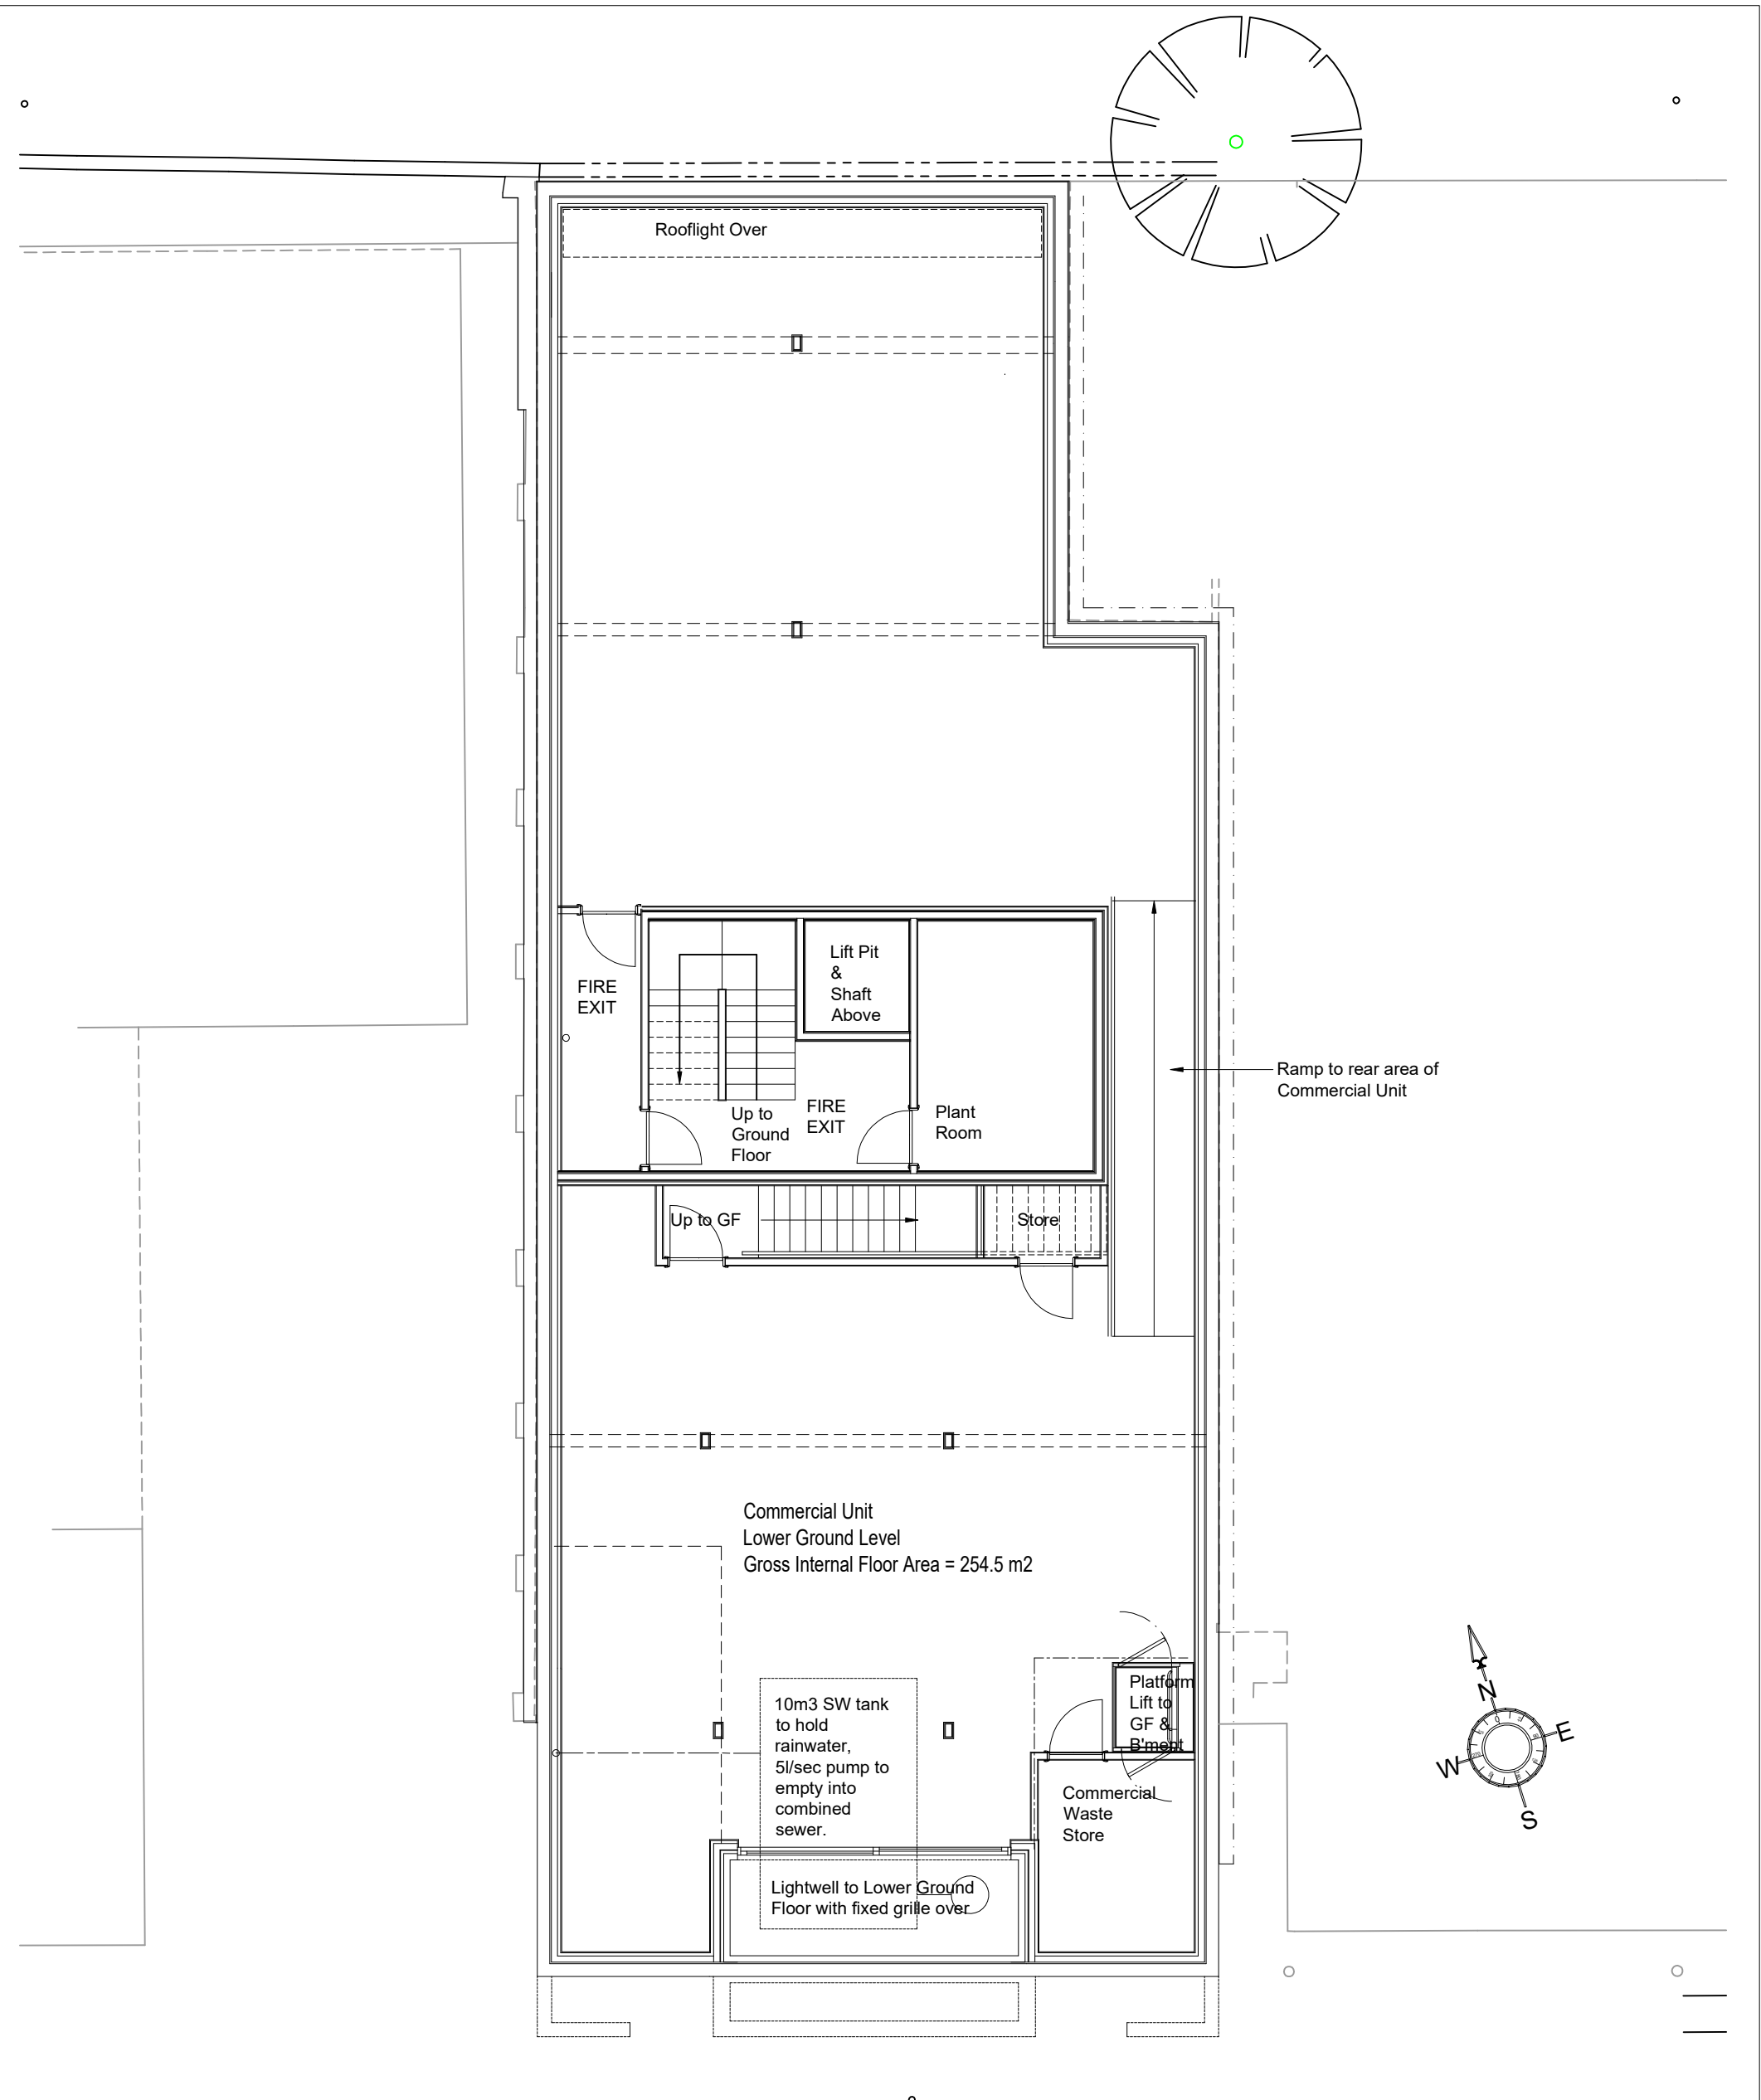 Rooflight Over
Lift Pit
&
Shaft
Above
FIRE
EXIT
Ramp to rear area of
Commercial Unit
Up to
Ground
Floor
FIRE
EXIT
Plant
Room
Up to GF
Store
Commercial Unit
Lower Ground Level
Gross Internal Floor Area = 254.5 m2
Platform
Lift to
GF &
B'ment
10m3 SW tank
to hold
rainwater,
5l/sec pump to
empty into
combined
sewer.
Commercial
Waste
Store
Lightwell to Lower Ground
Floor with fixed grille over
N
E
W
S